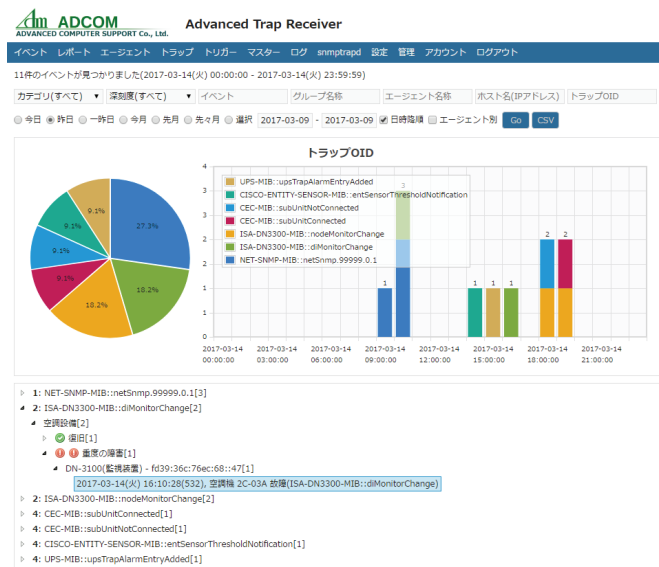 adm ADCOM
ADVANCED COMPUTER SUPPORT Co., Ltd.
Advanced Trap Receiver
イベント レポート エージェント トラップ トリガー マスター ログ snmptrapd 設定 管理 アカウント ログアウト
11件のイベントが見つかりました(2017-03-14(火) 00:00:00 - 2017-03-14(火) 23:59:59)
カテゴリ(すべて) 深刻度(すべて) イベント グループ名称 エージェント名称 ホスト名(IPアドレス) トラップOID
今日 昨日 一昨日 今月 先月 先々月 選択 2017-03-09 - 2017-03-09 日時降順 エージェント別 Go CSV
トラップOID
27.3%
18.2%
18.2%
9.1%
9.1%
9.1%
9.1%
4
3
3
2
2
1
1
0
UPS-MIB::upsTrapAlarmEntryAdded
CISCO-ENTITY-SENSOR-MIB::entSensorThresholdNotification
CEC-MIB::subUnitNotConnected
CEC-MIB::subUnitConnected
ISA-DN3300-MIB::nodeMonitorChange
ISA-DN3300-MIB::diMonitorChange
NET-SNMP-MIB::netSnmp.99999.0.1
1 3 1 1 1 2 2
2017-03-14 2017-03-14 2017-03-14 2017-03-14 2017-03-14 2017-03-14 2017-03-14 2017-03-14
00:00:00 03:00:00 06:00:00 09:00:00 12:00:00 15:00:00 18:00:00 21:00:00
1: NET-SNMP-MIB::netSnmp.99999.0.1[3]
2: ISA-DN3300-MIB::diMonitorChange[2]
空調設備[2]
復旧[1]
重度の障害[1]
DN-3100(監視装置) - fd39:36c:76ec:68::47[1]
2017-03-14(火) 16:10:28(532), 空調機 2C-03A 故障(ISA-DN3300-MIB::diMonitorChange)
2: ISA-DN3300-MIB::nodeMonitorChange[2]
4: CEC-MIB::subUnitConnected[1]
4: CEC-MIB::subUnitNotConnected[1]
4: CISCO-ENTITY-SENSOR-MIB::entSensorThresholdNotification[1]
4: UPS-MIB::upsTrapAlarmEntryAdded[1]